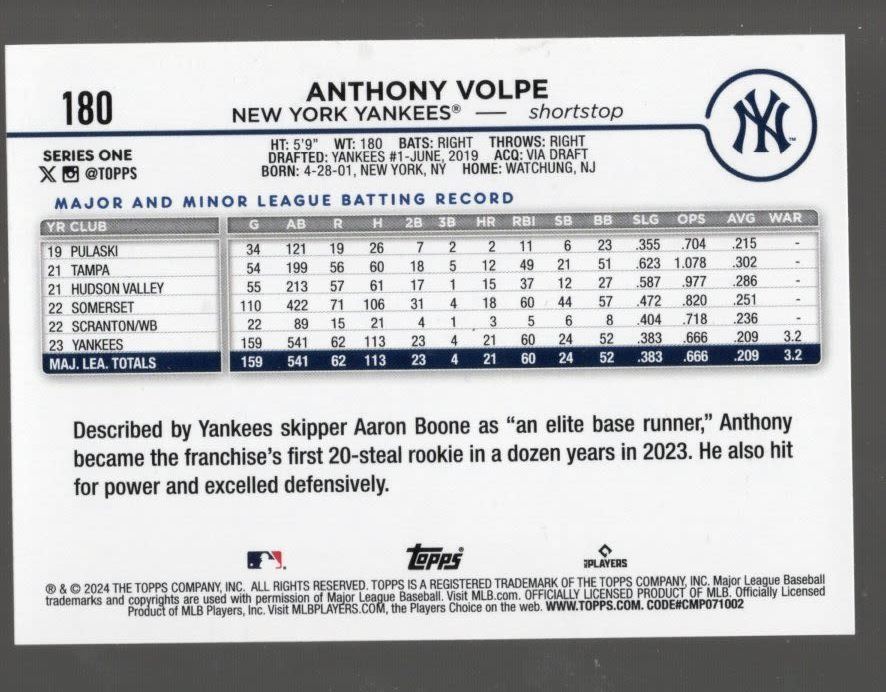 180
ANTHONY VOLPE
NEW YORK YANKEES® — shortstop
NY™
SERIES ONE
X @TOPPS
HT: 5'9" WT: 180 BATS: RIGHT THROWS: RIGHT
DRAFTED: YANKEES #1-JUNE, 2019 ACQ: VIA DRAFT
BORN: 4-28-01, NEW YORK, NY HOME: WATCHUNG, NJ
MAJOR AND MINOR LEAGUE BATTING RECORD
YR CLUB G AB R H 2B 3B HR RBI SB BB SLG OPS AVG WAR
19 PULASKI 34 121 19 26 7 2 2 11 6 23 .355 .704 .215 -
21 TAMPA 54 199 56 60 18 5 12 49 21 51 .623 1.078 .302 -
21 HUDSON VALLEY 55 213 57 61 17 1 15 37 12 27 .587 .977 .286 -
22 SOMERSET 110 422 71 106 31 4 18 60 44 57 .472 .820 .251 -
22 SCRANTON/WB 22 89 15 21 4 1 3 5 6 8 .404 .718 .236 -
23 YANKEES 159 541 62 113 23 4 21 60 24 52 .383 .666 .209 3.2
MAJ. LEA. TOTALS 159 541 62 113 23 4 21 60 24 52 .383 .666 .209 3.2
Described by Yankees skipper Aaron Boone as “an elite base runner,” Anthony
became the franchise’s first 20-steal rookie in a dozen years in 2023. He also hit
for power and excelled defensively.
Topps®
PLAYERS
® & © 2024 THE TOPPS COMPANY, INC. ALL RIGHTS RESERVED. TOPPS IS A REGISTERED TRADEMARK OF THE TOPPS COMPANY, INC. Major League Baseball
trademarks and copyrights are used with permission of Major League Baseball. Visit MLB.com. OFFICIALLY LICENSED PRODUCT OF MLB. Officially Licensed
Product of MLB Players, Inc. Visit MLBPLAYERS.COM, the Players Choice on the web. WWW.TOPPS.COM. CODE#CMP071002